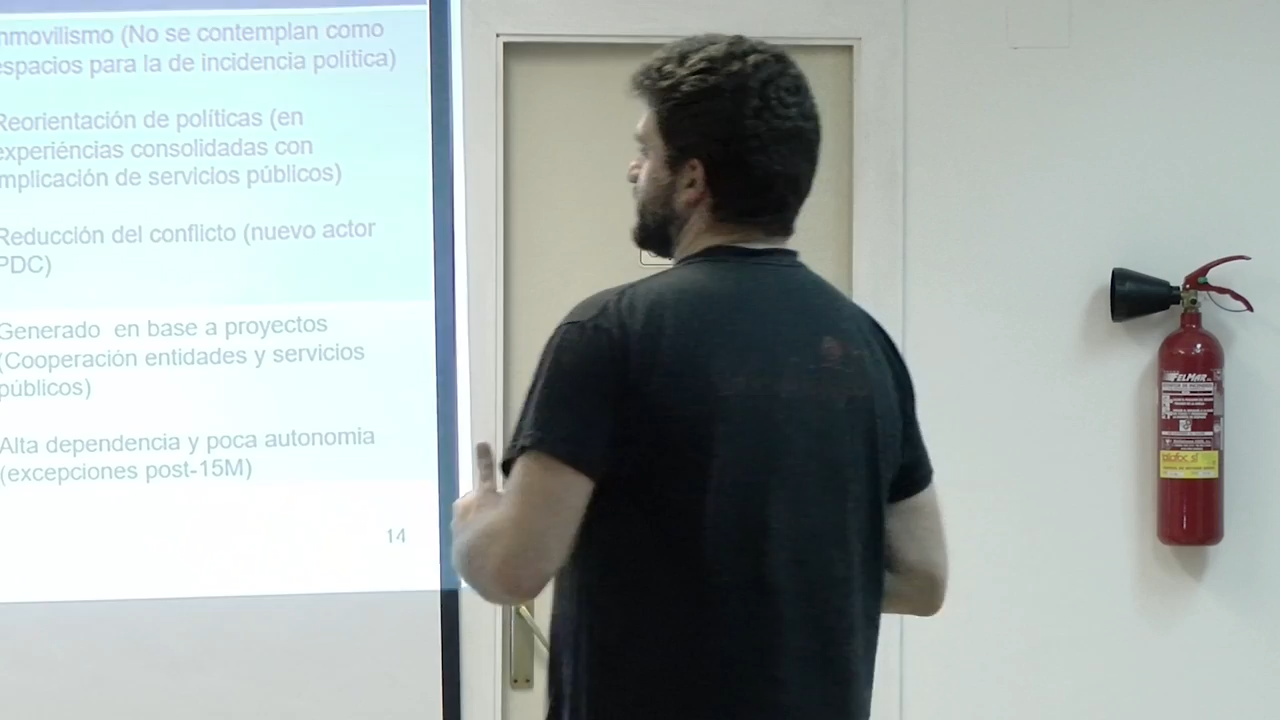 nmovilismo (No se contemplan como
espacios para la de incidencia política)
Reorientación de políticas (en
experiéncias consolidadas con
mplicación de servicios públicos)
Reducción del conflicto (nuevo actor
PDC)
Generado en base a proyectos
(Cooperación entidades y servicios
públicos)
Alta dependencia y poca autonomia
(excepciones post-15M)
14
FELMAR